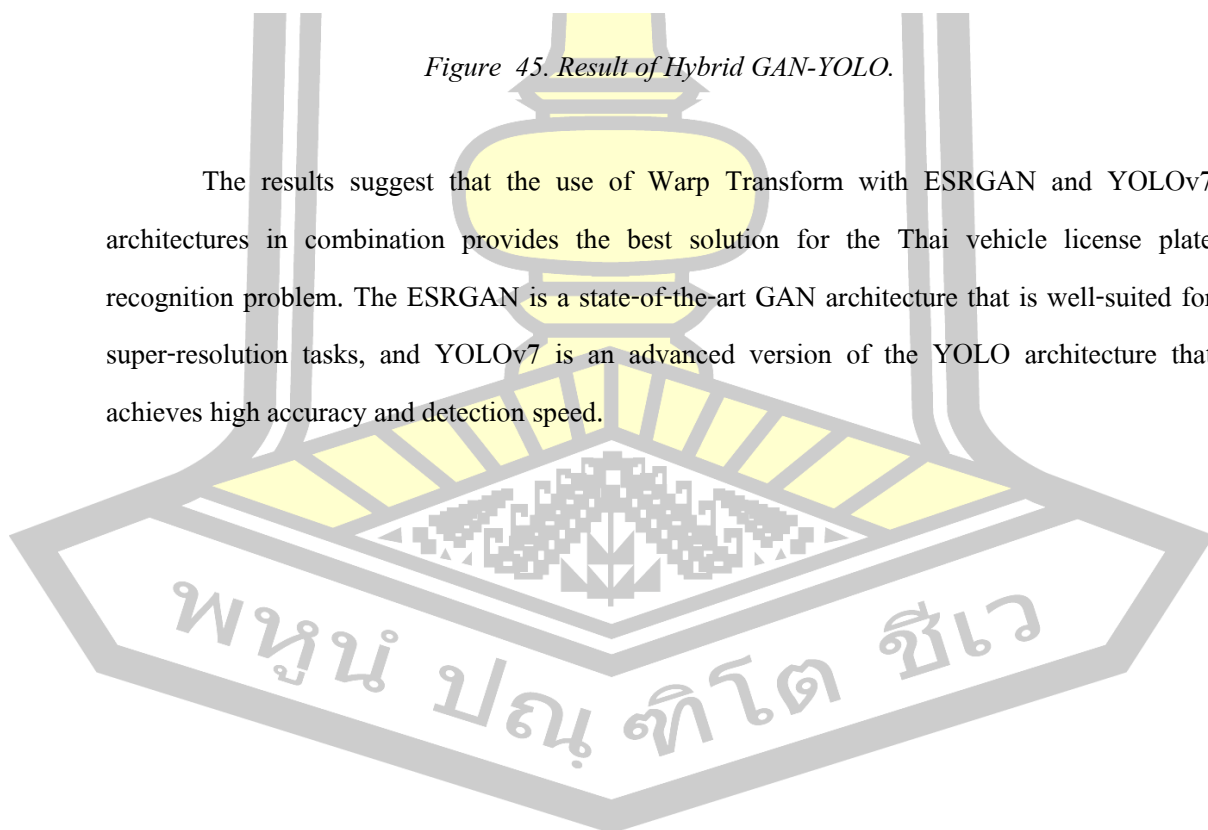 Figure 45. Result of Hybrid GAN-YOLO.
The results suggest that the use of Warp Transform with ESRGAN and YOLOv7
architectures in combination provides the best solution for the Thai vehicle license plate
recognition problem. The ESRGAN is a state-of-the-art GAN architecture that is well-suited for
super-resolution tasks, and YOLOv7 is an advanced version of the YOLO architecture that
achieves high accuracy and detection speed.
พหูนํ ปณฺฑิโต ชีเว